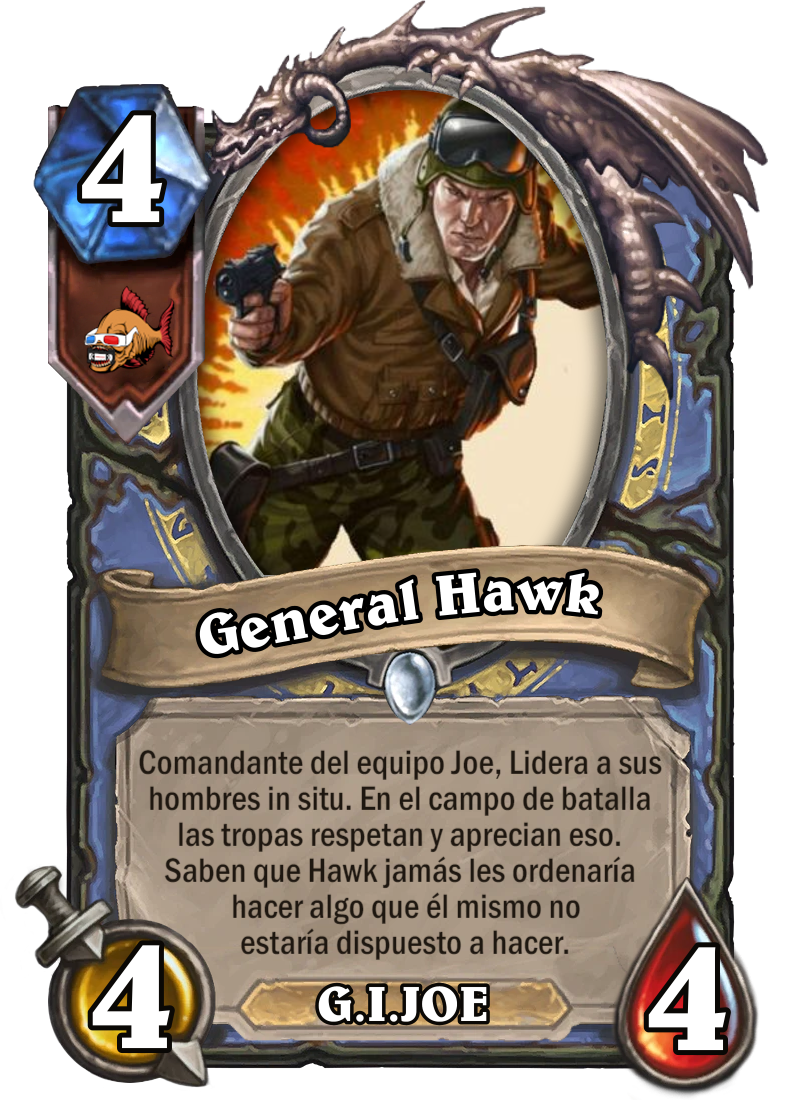 4
General Hawk
Comandante del equipo Joe, Lidera a sus
hombres in situ. En el campo de batalla
las tropas respetan y aprecian eso.
Saben que Hawk jamás les ordenaría
hacer algo que él mismo no
estaría dispuesto a hacer.
4
G.I.JOE
4